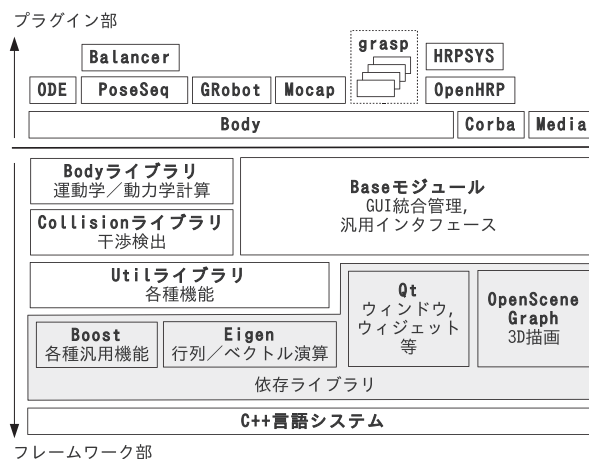 プラグイン部
Balancer
grasp
HRPSYS
ODE
PoseSeq
GRobot
Mocap
OpenHRP
Body
Corba
Media
Bodyライブラリ
運動学／動力学計算
Baseモジュール
GUI統合管理,
汎用インタフェース
Collisionライブラリ
干渉検出
Utilライブラリ
各種機能
Qt
ウィンドウ,
ウィジェット
等
OpenScene
Graph
3D描画
Boost
各種汎用機能
Eigen
行列／ベクトル演算
依存ライブラリ
C++言語システム
フレームワーク部